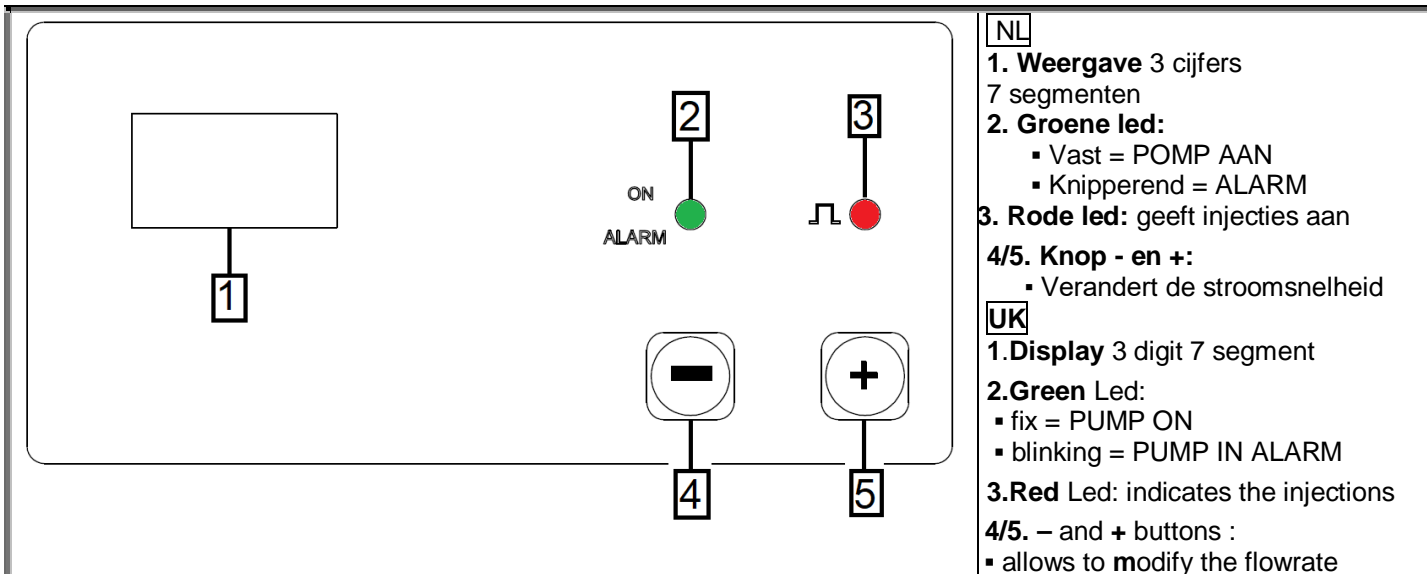 2
3
ON
ALARM
1
4
5
NL
1. Weergave 3 cijfers
7 segmenten
2. Groene led:
▪ Vast = POMP AAN
▪ Knipperend = ALARM
3. Rode led: geeft injecties aan
4/5. Knop - en +:
▪ Verandert de stroomsnelheid
UK
1.Display 3 digit 7 segment
2.Green Led:
▪ fix = PUMP ON
▪ blinking = PUMP IN ALARM
3.Red Led: indicates the injections
4/5. – and + buttons :
▪ allows to modify the flowrate